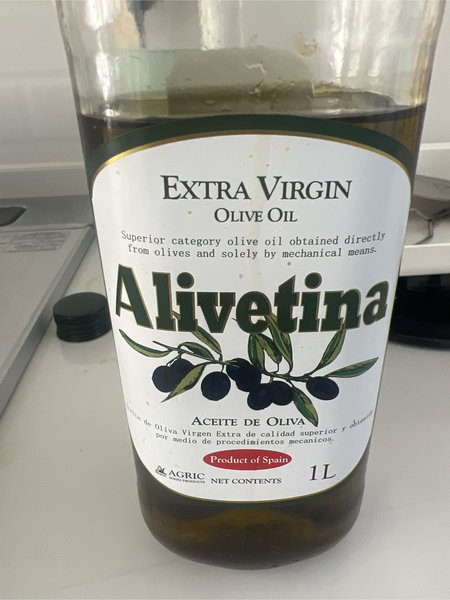 EXTRA VIRGIN
OLIVE OIL
Superior category olive oil obtained directly
from olives and solely by mechanical means.
Alivetina
ACEITE DE OLIVA
de Oliva Virgen Extra de calidad superior y
por medio de procedimientos mecanicos.
Product of Spain
AGRIC
NET CONTENTS
1L